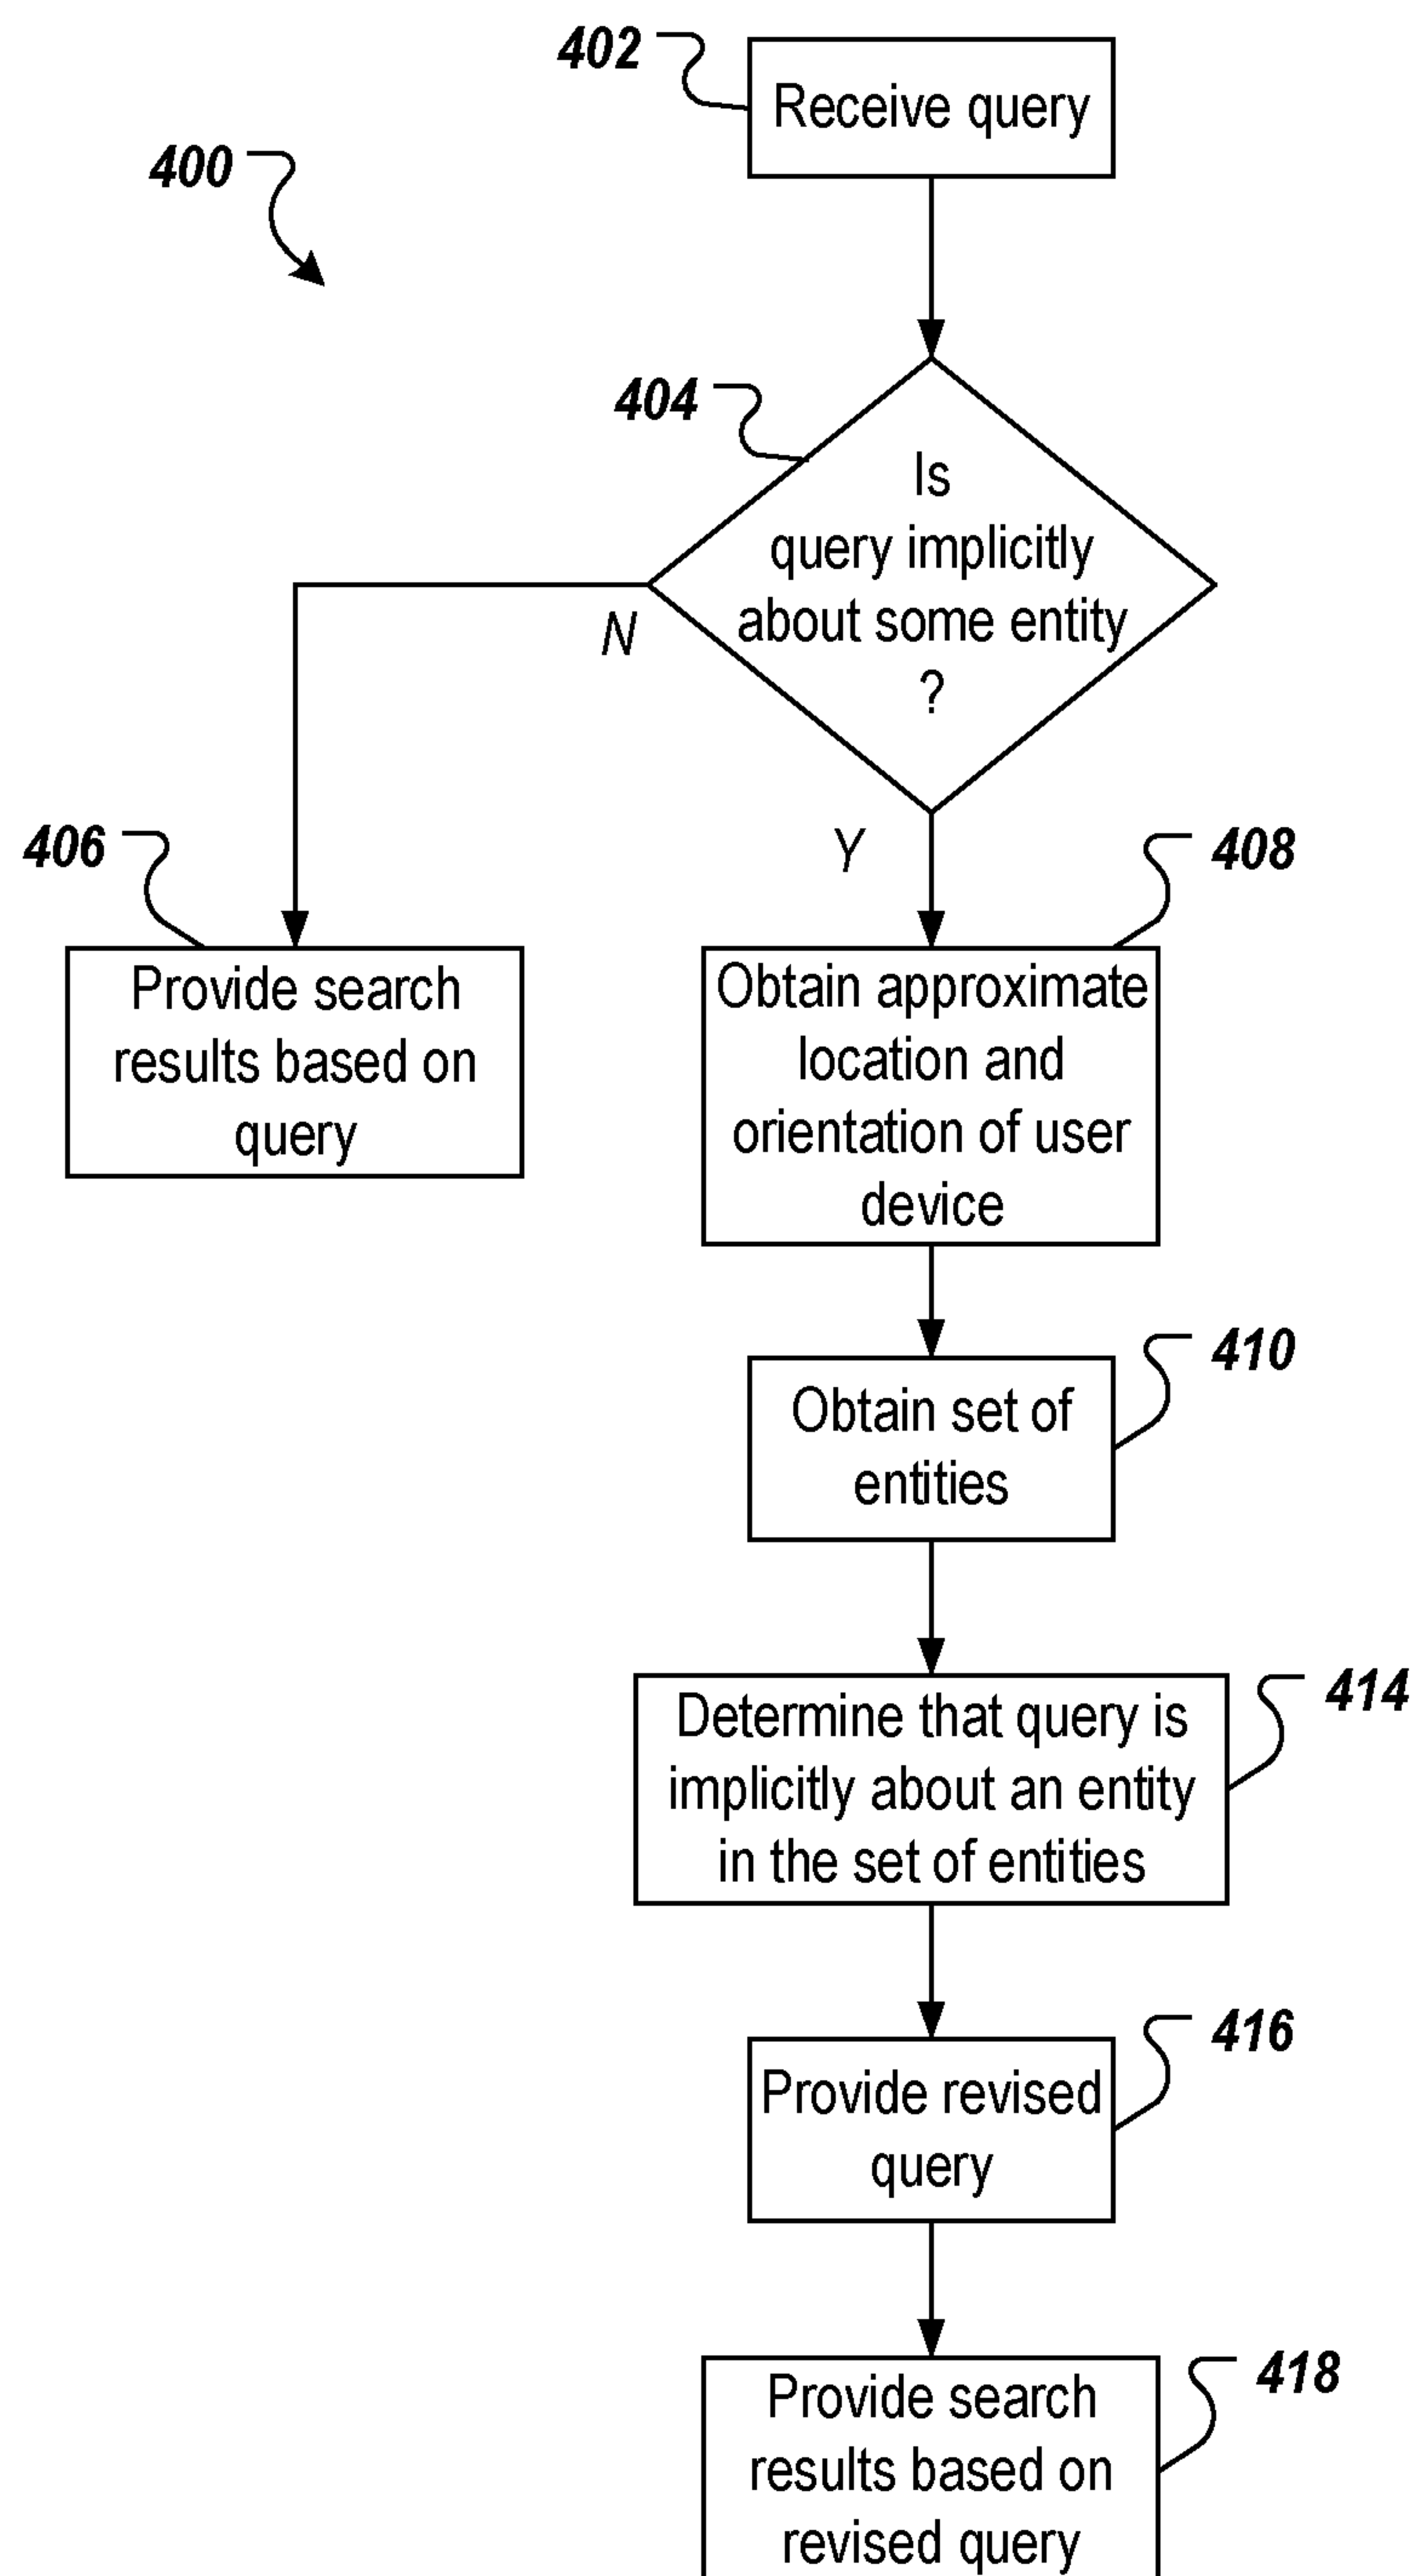 402
Receive query
400
404
Is
query implicitly
about some entity
?
N
Y
406
Provide search
results based on
query
408
Obtain approximate
location and
orientation of user
device
410
Obtain set of
entities
414
Determine that query is
implicitly about an entity
in the set of entities
416
Provide revised
query
418
Provide search
results based on
revised query